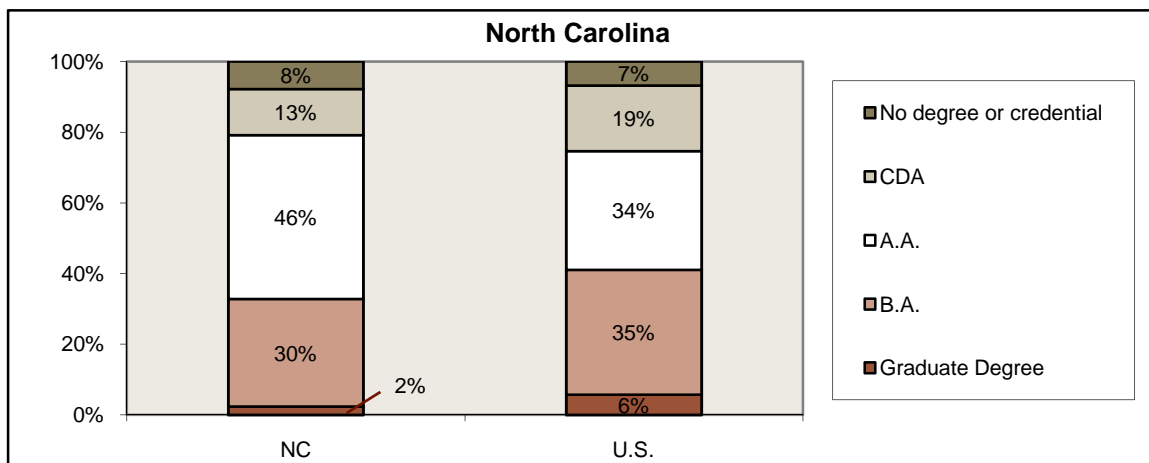 North Carolina
100%
80%
60%
40%
20%
0%
8%
13%
46%
30%
2%
7%
19%
34%
35%
6%
NC
U.S.
No degree or credential
CDA
A.A.
B.A.
Graduate Degree